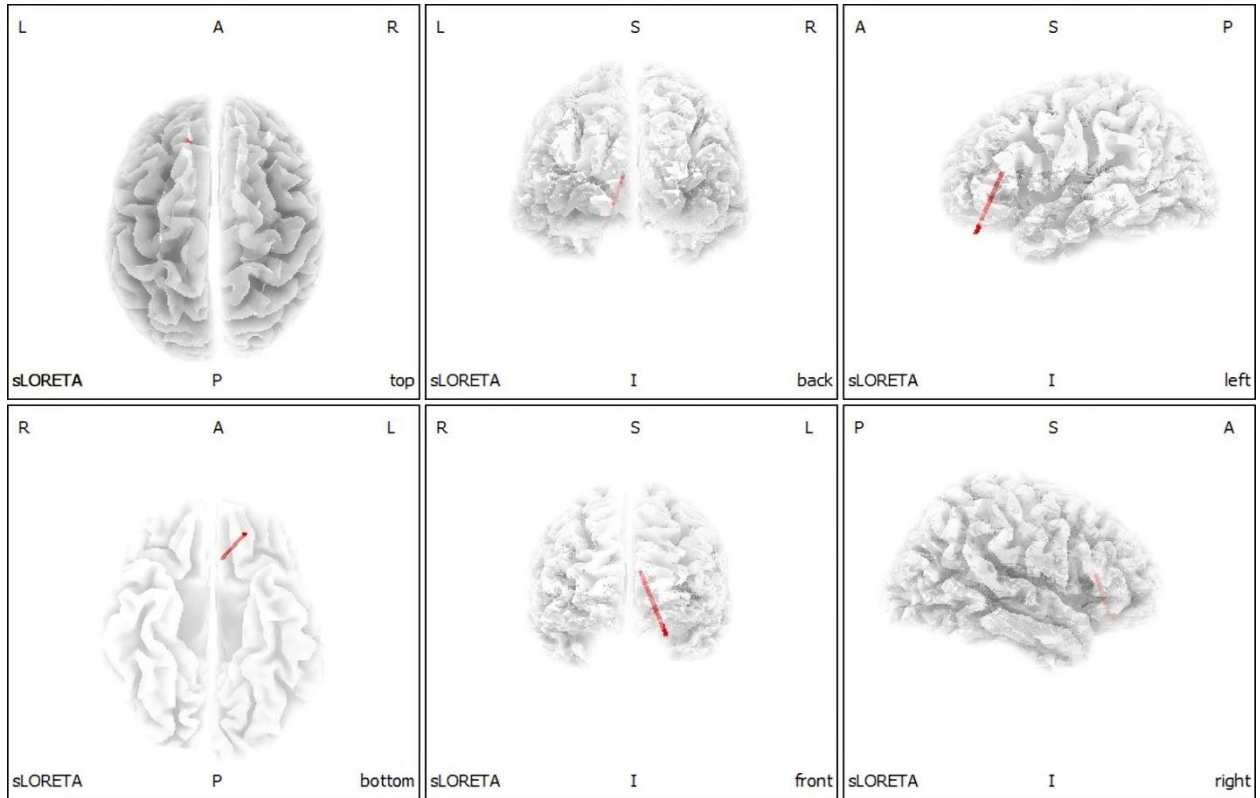 L A R
sLORETA P top
L S R
sLORETA I back
A S P
sLORETA I left
R A L
sLORETA P bottom
R S L
sLORETA I front
P S A
sLORETA I right